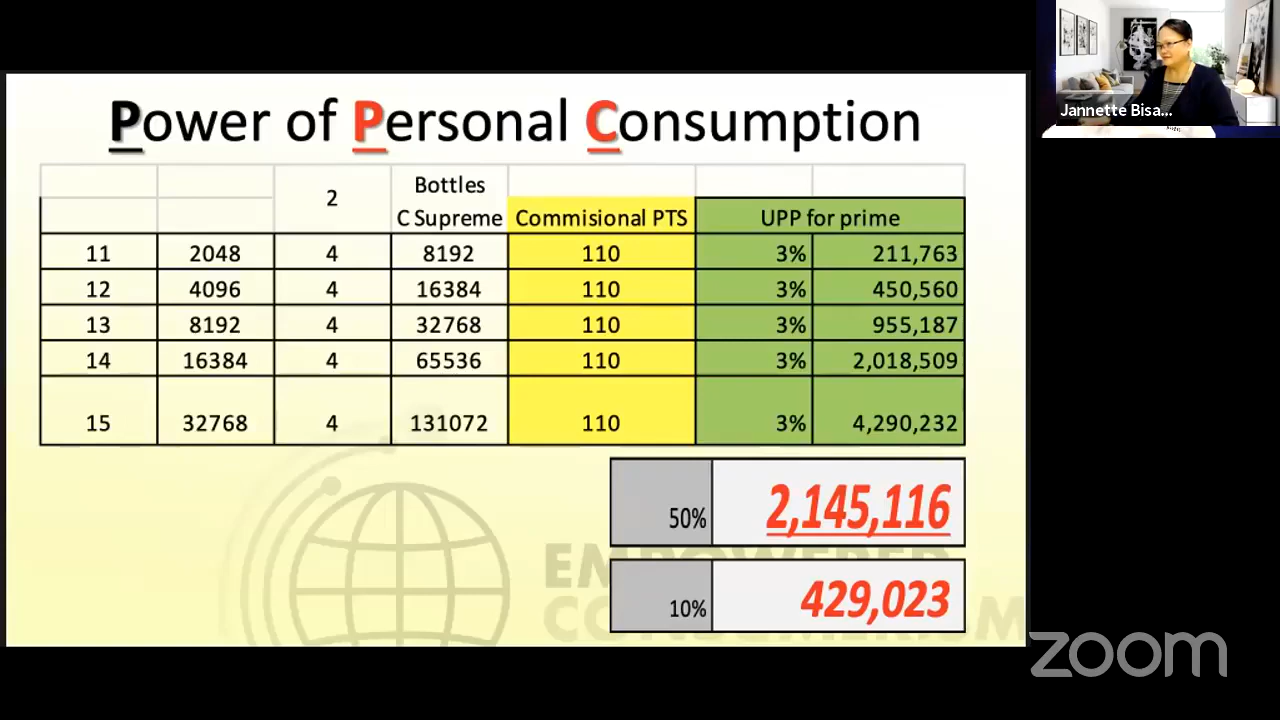 Jannette Bisa...
Power of Personal Consumption
2 Bottles C Supreme Commisional PTS UPP for prime
11 2048 4 8192 110 3% 211,763
12 4096 4 16384 110 3% 450,560
13 8192 4 32768 110 3% 955,187
14 16384 4 65536 110 3% 2,018,509
15 32768 4 131072 110 3% 4,290,232
50% 2,145,116
EMPOWERED
CONSUMERISM
10% 429,023
zoom